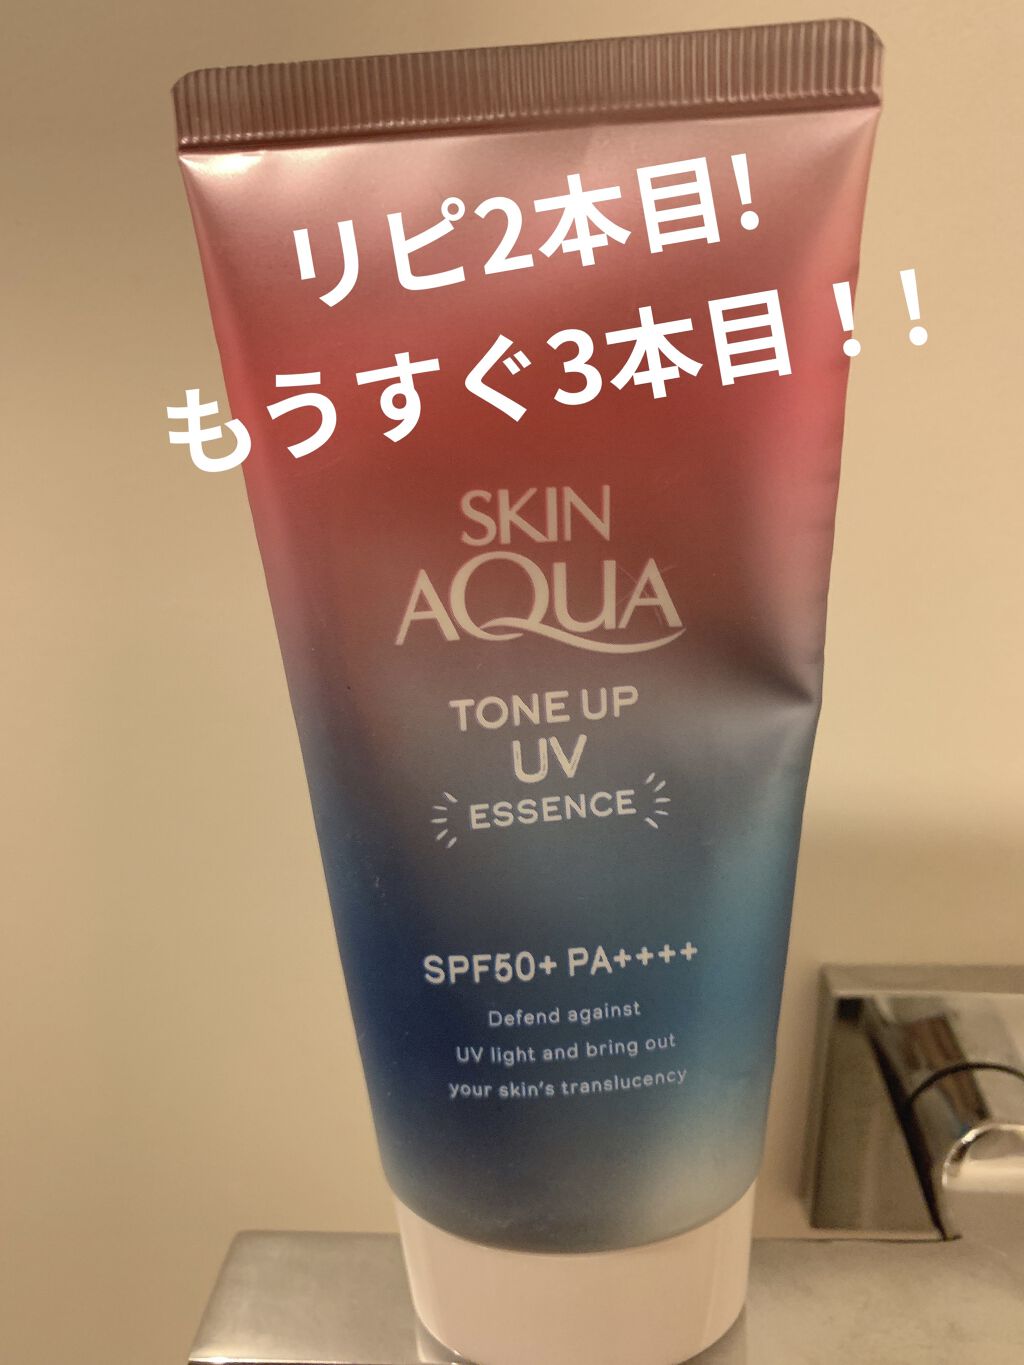 リピ2本目!
もうすぐ3本目！！
SKIN
AQUA
TONE UP
UV
ESSENCE
SPF50+ PA++++
Defend against
UV light and bring out
your skin's translucency